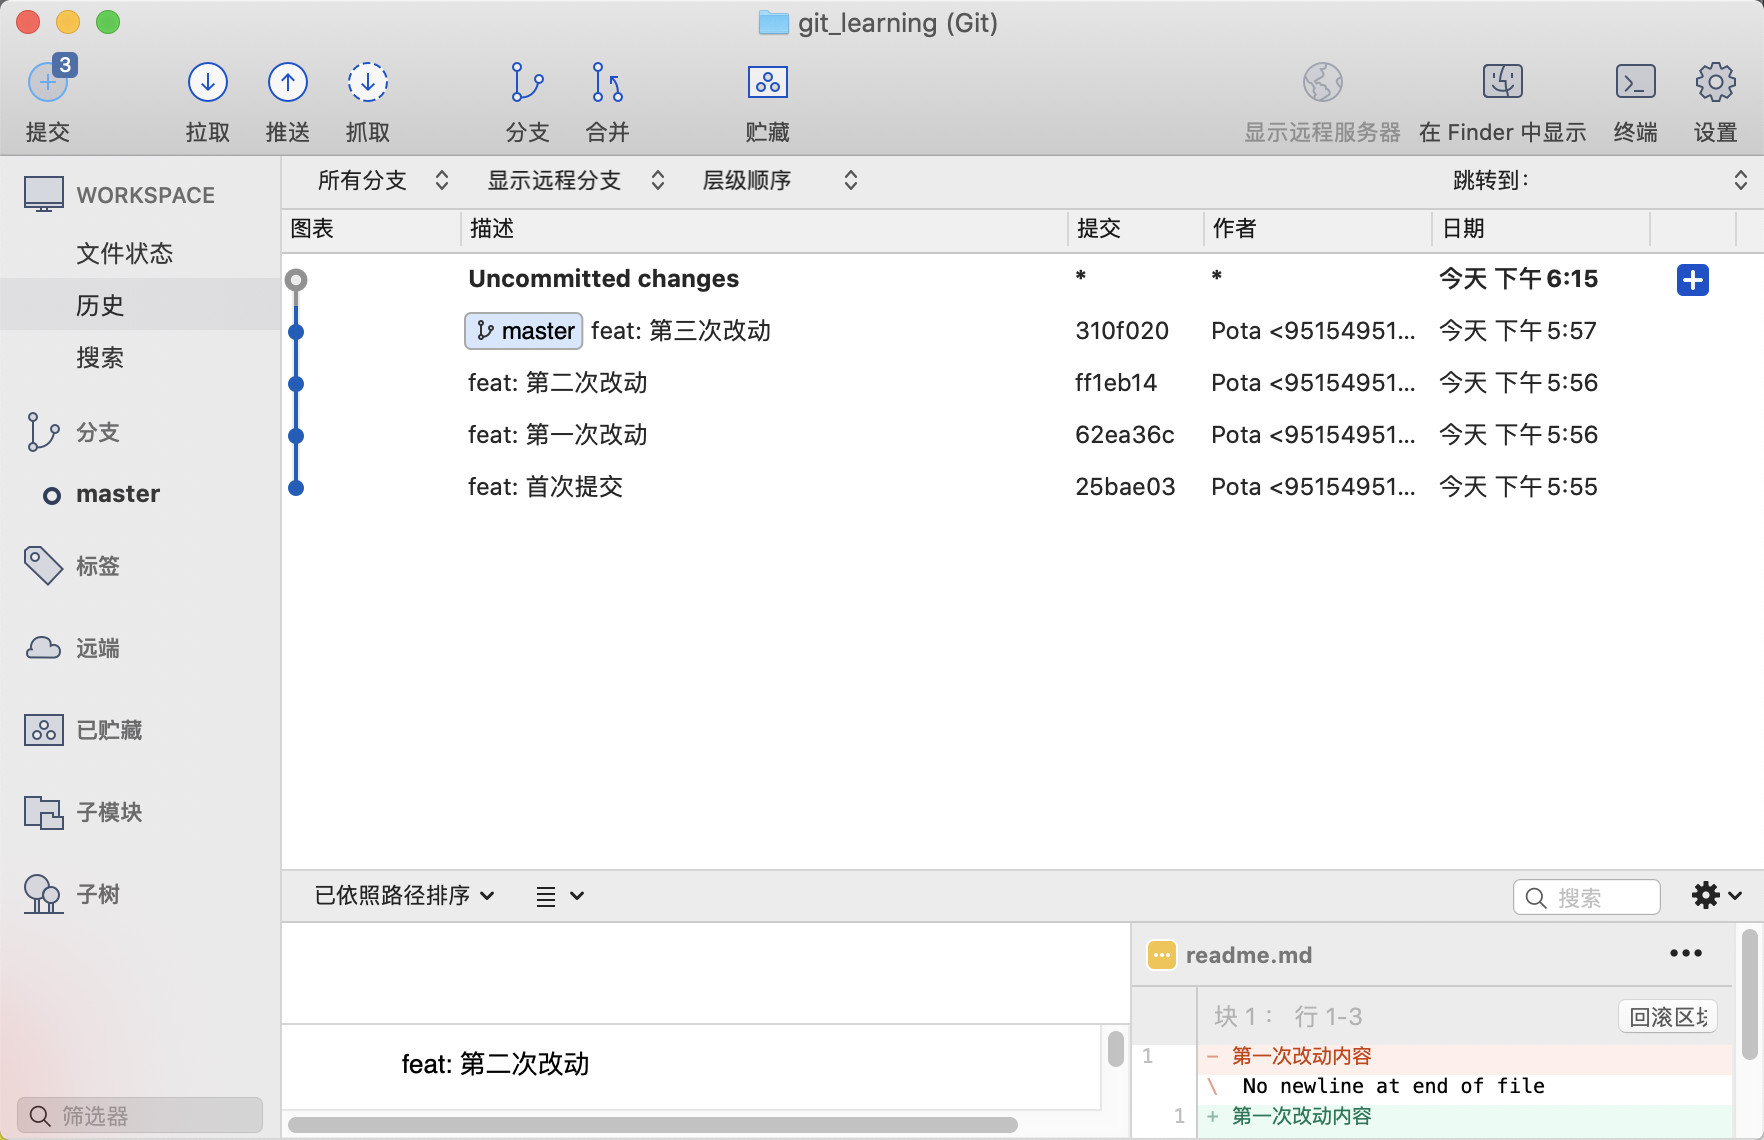 git_learning (Git)
3
提交 拉取 推送 抓取 分支 合并 贮藏 显示远程服务器 在 Finder 中显示 终端 设置
WORKSPACE
文件状态
历史
搜索
分支
master
标签
远端
已贮藏
子模块
子树
筛选器
所有分支 显示远程分支 层级顺序 跳转到:
图表 描述 提交 作者 日期
Uncommitted changes * * 今天 下午6:15
master feat: 第三次改动 310f020 Pota <95154951... 今天 下午5:57
feat: 第二次改动 ff1eb14 Pota <95154951... 今天 下午5:56
feat: 第一次改动 62ea36c Pota <95154951... 今天 下午5:56
feat: 首次提交 25bae03 Pota <95154951... 今天 下午5:55
已依照路径排序 搜索
feat: 第二次改动
readme.md
块 1： 行 1-3 回滚区块
1 - 第一次改动内容
\ No newline at end of file
1 + 第一次改动内容